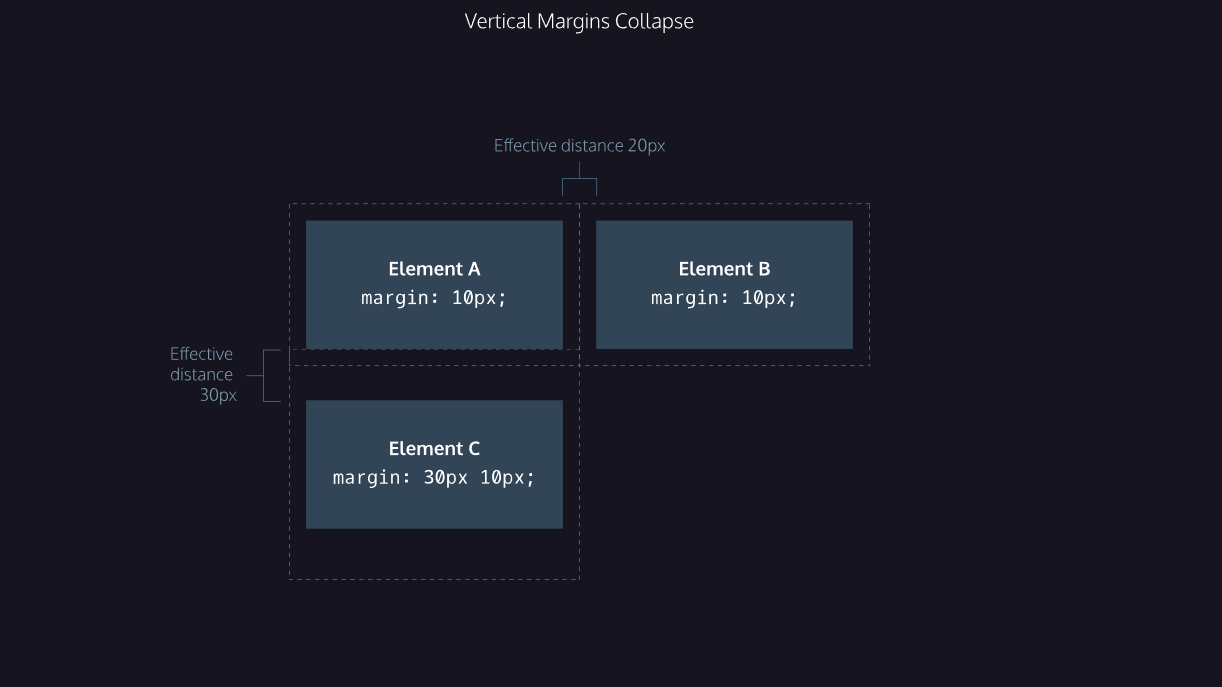 Vertical Margins Collapse
Effective distance 20px
Element A
margin: 10px;
Element B
margin: 10px;
Effective
distance
30px
Element C
margin: 30px 10px;